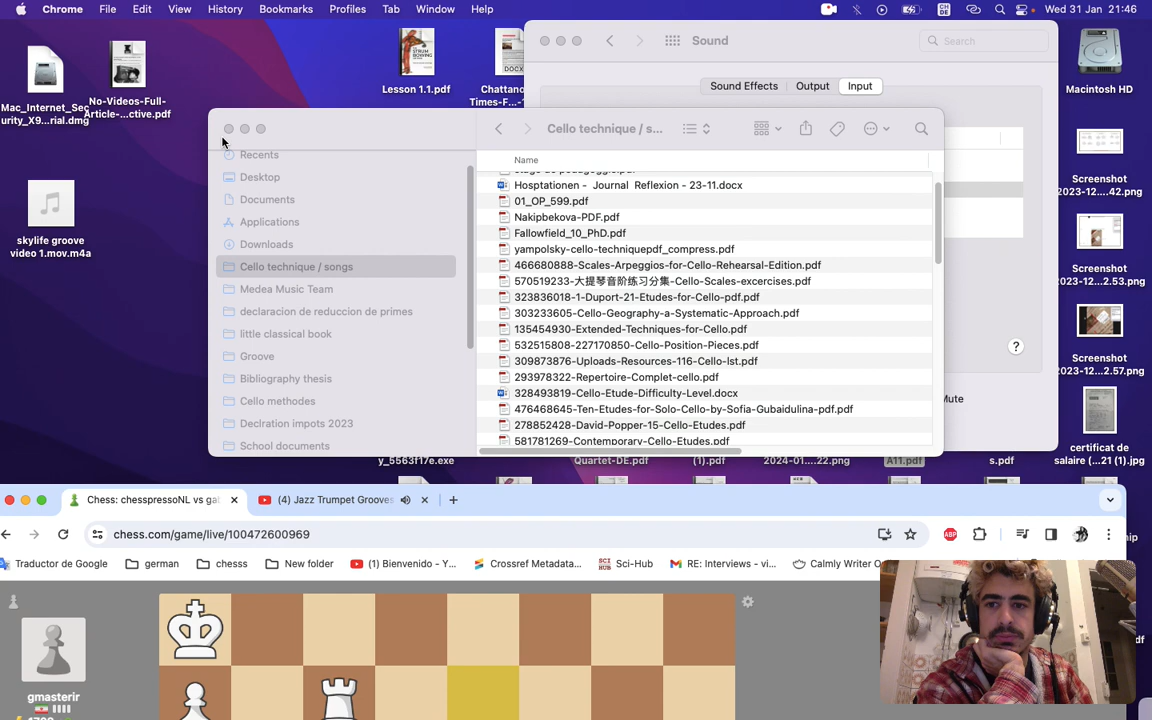 Chrome File Edit View History Bookmarks Profiles Tab Window Help
CH DE Wed 31 Jan 21:46
Mac_Internet_Sec
urity_X9...rial.dmg
No-Videos-Full-
Article-...ctive.pdf
Lesson 1.1.pdf
Chattano
Times-F...-
DOCX
Sound
Search
Sound Effects Output Input
Macintosh HD
Screenshot
2023-12...42.png
Screenshot
2023-12...2.53.png
Screenshot
2023-12...2.57.png
certificat de
salaire (...21 (1).jpg
skylife groove
video 1.mov.m4a
Recents
Desktop
Documents
Applications
Downloads
Cello technique / songs
Medea Music Team
declaracion de reduccion de primes
little classical book
Groove
Bibliography thesis
Cello methodes
Declration impots 2023
School documents
Cello technique / s...
Name
Hosptationen - Journal Reflexion - 23-11.docx
01_OP_599.pdf
Nakipbekova-PDF.pdf
Fallowfield_10_PhD.pdf
yampolsky-cello-techniquepdf_compress.pdf
466680888-Scales-Arpeggios-for-Cello-Rehearsal-Edition.pdf
570519233-大提琴音阶练习分集-Cello-Scales-excercises.pdf
323836018-1-Duport-21-Etudes-for-Cello-pdf.pdf
303233605-Cello-Geography-a-Systematic-Approach.pdf
135454930-Extended-Techniques-for-Cello.pdf
532515808-227170850-Cello-Position-Pieces.pdf
309873876-Uploads-Resources-116-Cello-lst.pdf
293978322-Repertoire-Complet-cello.pdf
328493819-Cello-Etude-Difficulty-Level.docx
476468645-Ten-Etudes-for-Solo-Cello-by-Sofia-Gubaidulina-pdf.pdf
278852428-David-Popper-15-Cello-Etudes.pdf
581781269-Contemporary-Cello-Etudes.pdf
?
Mute
y_5563f17e.exe
Quartet-DE.pdf
(1).pdf
2024-01....22.png
A11.pdf
s.pdf
Chess: chesspressoNL vs ga
(4) Jazz Trumpet Grooves
chess.com/game/live/100472600969
ABP
Traductor de Google german chesss New folder (1) Bienvenido - Y... Crossref Metadata... SCI HUB Sci-Hub RE: Interviews - vi... Calmly Writer O
gmasterir